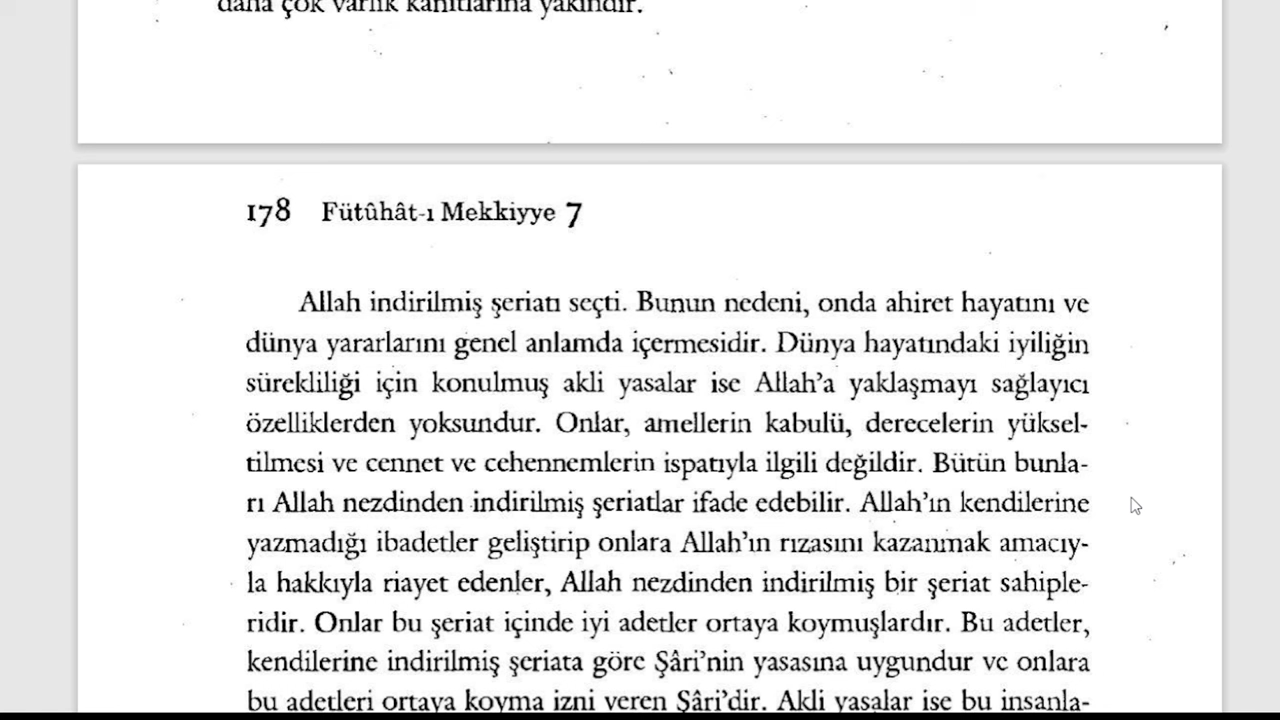 daha çok varlık kanıtlarına yakındır.
178 Fütûhât-ı Mekkiyye 7
Allah indirilmiş şeriatı seçti. Bunun nedeni, onda ahiret hayatını ve
dünya yararlarını genel anlamda içermesidir. Dünya hayatındaki iyiliğin
sürekliliği için konulmuş akli yasalar ise Allah’a yaklaşmayı sağlayıcı
özelliklerden yoksundur. Onlar, amellerin kabulü, derecelerin yüksel-
tilmesi ve cennet ve cehennemlerin ispatıyla ilgili değildir. Bütün bunla-
rı Allah nezdinden indirilmiş şeriatlar ifade edebilir. Allah’ın kendilerine
yazmadığı ibadetler geliştirip onlara Allah’ın rızasını kazanmak amacıy-
la hakkıyla riayet edenler, Allah nezdinden indirilmiş bir şeriat sahiple-
ridir. Onlar bu şeriat içinde iyi adetler ortaya koymuşlardır. Bu adetler,
kendilerine indirilmiş şeriata göre Şâri’nin yasasına uygundur ve onlara
bu adetleri ortaya koyma izni veren Şâri’dir. Akli yasalar ise bu insanla-